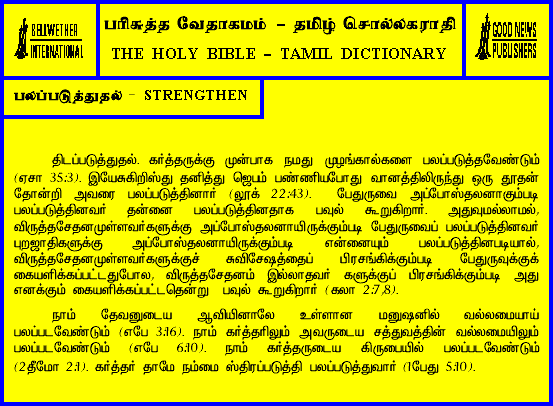 BELLWETHER
INTERNATIONAL
பரிசுத்த வேதாகமம் - தமிழ் சொல்லகராதி
THE HOLY BIBLE - TAMIL DICTIONARY
GOOD NEWS
PUBLISHERS
பலப்படுத்துதல் - STRENGTHEN
திடப்படுத்துதல். கர்த்தருக்கு முன்பாக நமது முழங்கால்களை பலப்படுத்தவேண்டும்
(ஏசா 35:3). இயேசுகிறிஸ்து தனித்து ஜெபம் பண்ணியபோது வானத்திலிருந்து ஒரு தூதன்
தோன்றி அவரை பலப்படுத்தினார் (லூக் 22:43). பேதுருவை அப்போஸ்தலனாகும்படி
பலப்படுத்தினவர் தன்னை பலப்படுத்தினதாக பவுல் கூறுகிறார். அதுவுமல்லாமல்,
விருத்தசேதனமுள்ளவர்களுக்கு அப்போஸ்தலனாயிருக்கும்படி பேதுருவைப் பலப்படுத்தினவர்
புறஜாதிகளுக்கு அப்போஸ்தலனாயிருக்கும்படி என்னையும் பலப்படுத்தினபடியால்,
விருத்தசேதனமுள்ளவர்களுக்குச் சுவிசேஷத்தைப் பிரசங்கிக்கும்படி பேதுருவுக்குக்
கையளிக்கப்பட்டதுபோல, விருத்தசேதனம் இல்லாதவர் களுக்குப் பிரசங்கிக்கும்படி அது
எனக்கும் கையளிக்கப்பட்டதென்று பவுல் கூறுகிறார் (கலா 2:7,8).
நாம் தேவனுடைய ஆவியினாலே உள்ளான மனுஷனில் வல்லமையாய்
பலப்படவேண்டும் (எபே 3:16). நாம் கர்த்தரிலும் அவருடைய சத்துவத்தின் வல்லமையிலும்
பலப்படவேண்டும் (எபே 6:10). நாம் கர்த்தருடைய கிருபையில் பலப்படவேண்டும்
(2தீமோ 2:1). கர்த்தர் தாமே நம்மை ஸ்திரப்படுத்தி பலப்படுத்துவார் (1பேது 5:10).